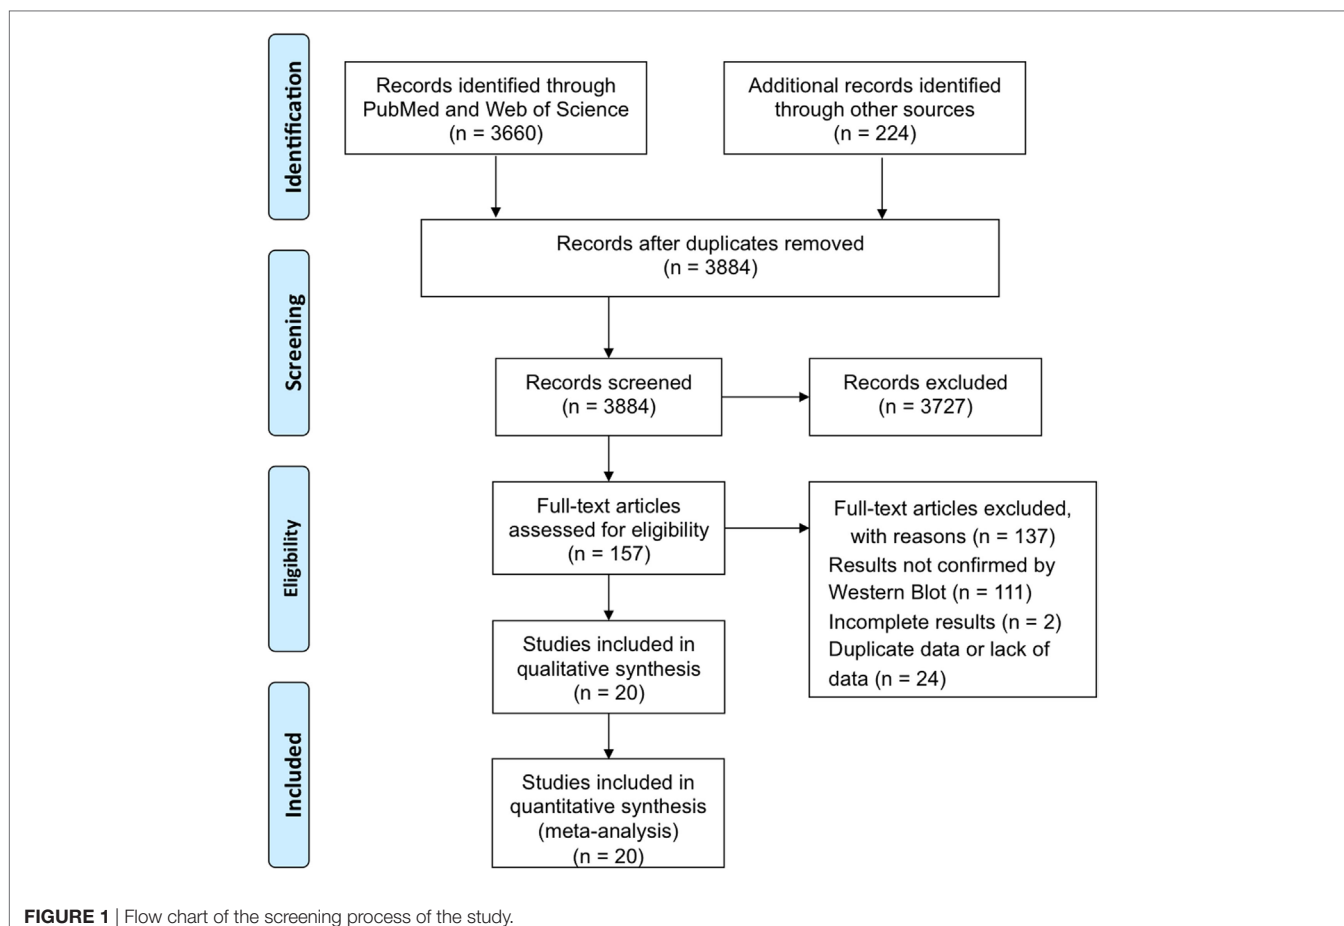 Identification
Records identified through
PubMed and Web of Science
(n = 3660)
Additional records identified
through other sources
(n = 224)
Records after duplicates removed
(n = 3884)
Screening
Records screened
(n = 3884)
Records excluded
(n = 3727)
Eligibility
Full-text articles
assessed for eligibility
(n = 157)
Full-text articles excluded,
with reasons (n = 137)
Results not confirmed by
Western Blot (n = 111)
Incomplete results (n = 2)
Duplicate data or lack of
data (n = 24)
Studies included in
qualitative synthesis
(n = 20)
Included
Studies included in
quantitative synthesis
(meta-analysis)
(n = 20)
FIGURE 1 | Flow chart of the screening process of the study.